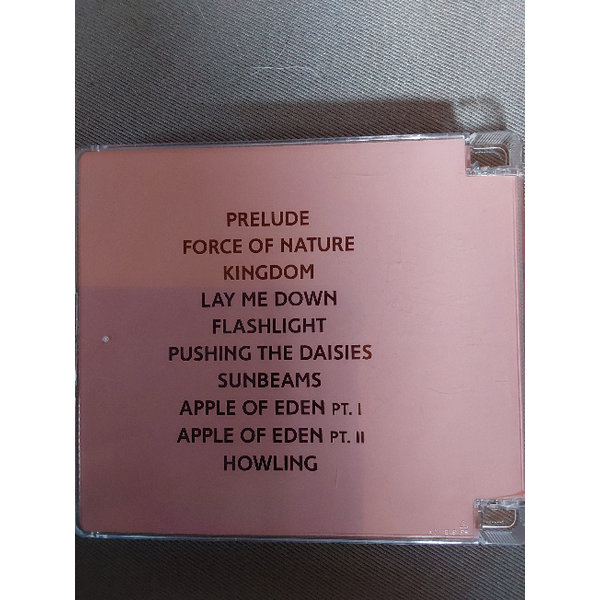 PRELUDE
FORCE OF NATURE
KINGDOM
LAY ME DOWN
FLASHLIGHT
PUSHING THE DAISIES
SUNBEAMS
APPLE OF EDEN PT. I
APPLE OF EDEN PT. II
HOWLING